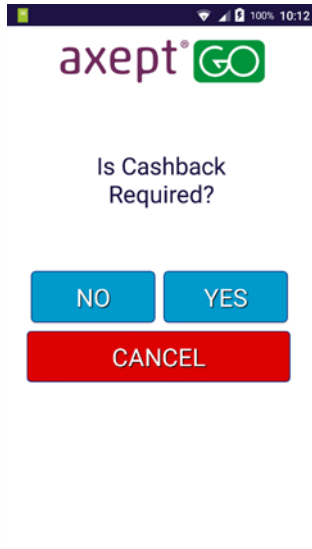 100% 10:12
axept® GO
Is Cashback
Required?
NO YES
CANCEL